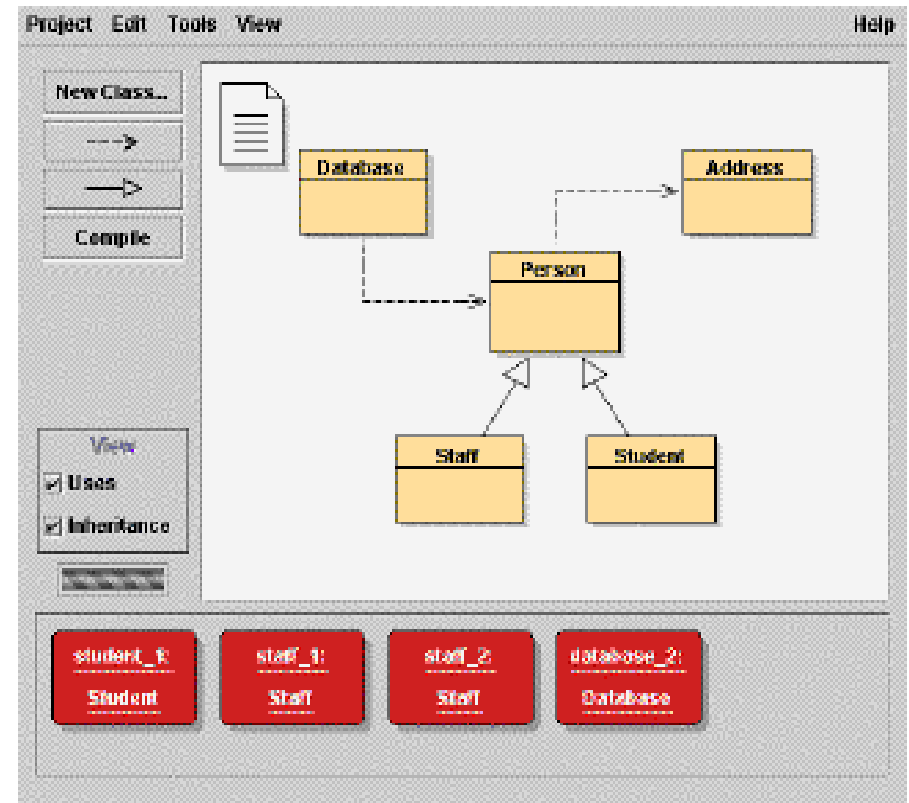 Project Edit Tools View Help
New Class...
Compile
Database
Address
Person
Staff
Student
View
Uses
Inheritance
student_1:
Student
staff_1:
Staff
staff_2:
Staff
database_2:
Database